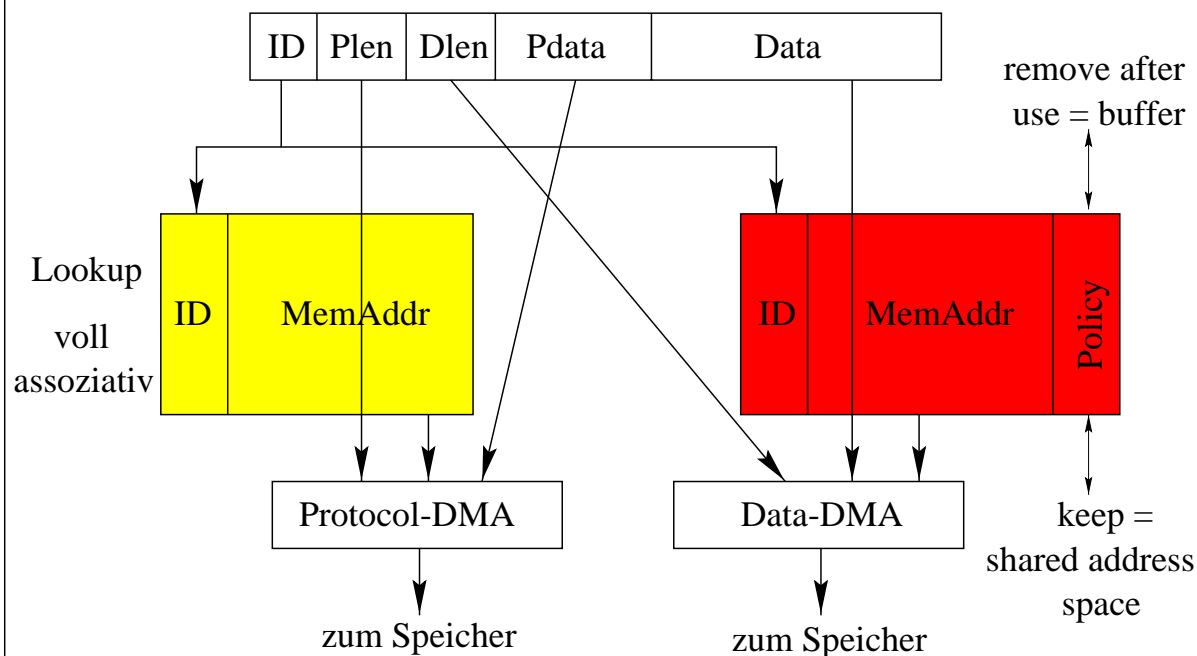 ID Plen Dlen Pdata Data
remove after
use = buffer
Lookup
voll
assoziativ
ID MemAddr
ID MemAddr Policy
Protocol-DMA
Data-DMA
keep =
shared address
space
zum Speicher
zum Speicher